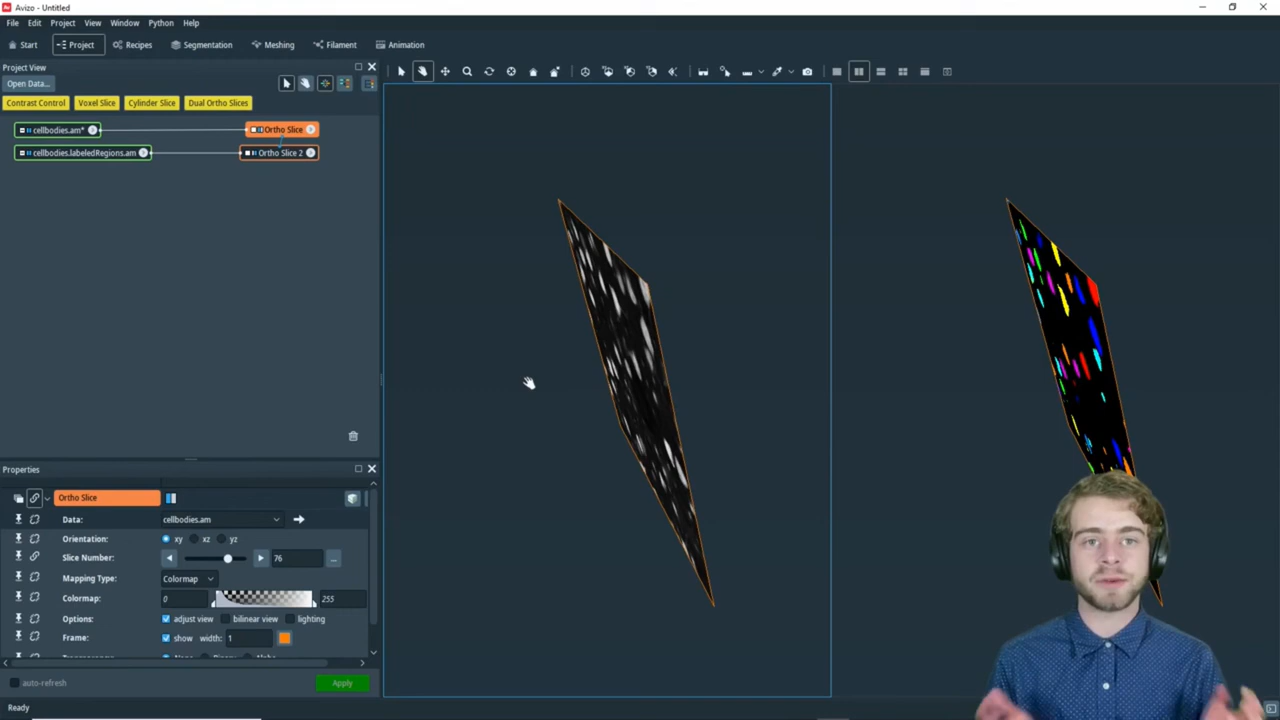 Avizo - Untitled
File Edit Project View Window Python Help
Start Project Recipes Segmentation Meshing Filament Animation
Project View
Open Data...
Contrast Control Voxel Slice Cylinder Slice Dual Ortho Slices
cellbodies.am* Ortho Slice
cellbodies.labeledRegions.am Ortho Slice 2
Properties
Ortho Slice
Data: cellbodies.am
Orientation: xy xz yz
Slice Number: 76 ...
Mapping Type: Colormap
Colormap: 0 255
Options: adjust view bilinear view lighting
Frame: show width: 1
auto-refresh Apply
Ready